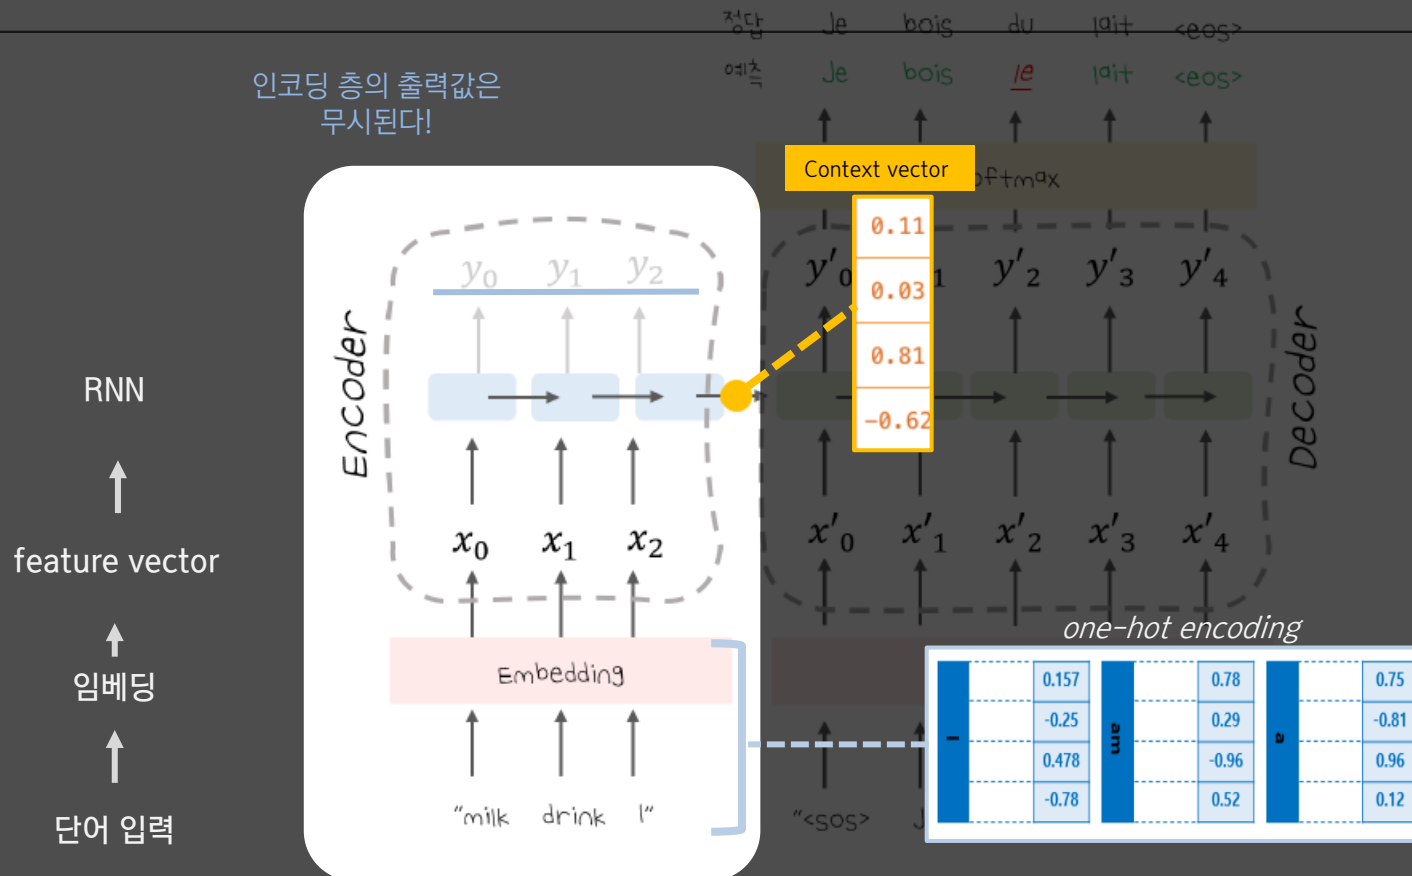 정답 Je bois du lait <eos>
예측 Je bois le lait <eos>
인코딩 층의 출력값은
무시된다!
Context vector
oftmax
0.11
0.03
0.81
-0.62
y0 y1 y2
y'0 1 y'2 y'3 y'4
Encoder
Decoder
RNN
feature vector
임베딩
단어 입력
x0 x1 x2
x'0 x'1 x'2 x'3 x'4
Embedding
"milk drink I"
"<sos> J
one-hot encoding
I
0.157
-0.25
0.478
-0.78
am
0.78
0.29
-0.96
0.52
a
0.75
-0.81
0.96
0.12